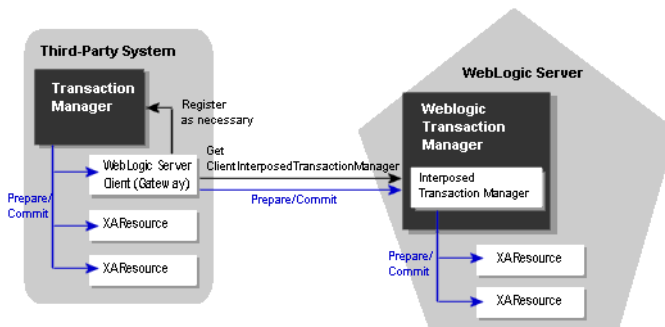 Third-Party System
Transaction
Manager
Register
as necessary
WebLogic Server
Client (Gateway)
Prepare/
Commit
XAResource
XAResource
Get
ClientInterposedTransactionManager
Prepare/Commit
WebLogic Server
Weblogic
Transaction
Manager
Interposed
Transaction Manager
Prepare/
Commit
XAResource
XAResource